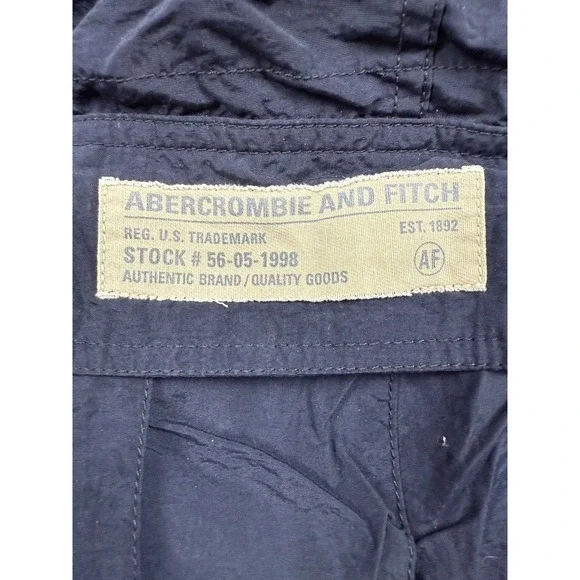 ABERCROMBIE AND FITCH
REG. U.S. TRADEMARK EST. 1892
STOCK # 56-05-1998
AUTHENTIC BRAND/QUALITY GOODS
AF